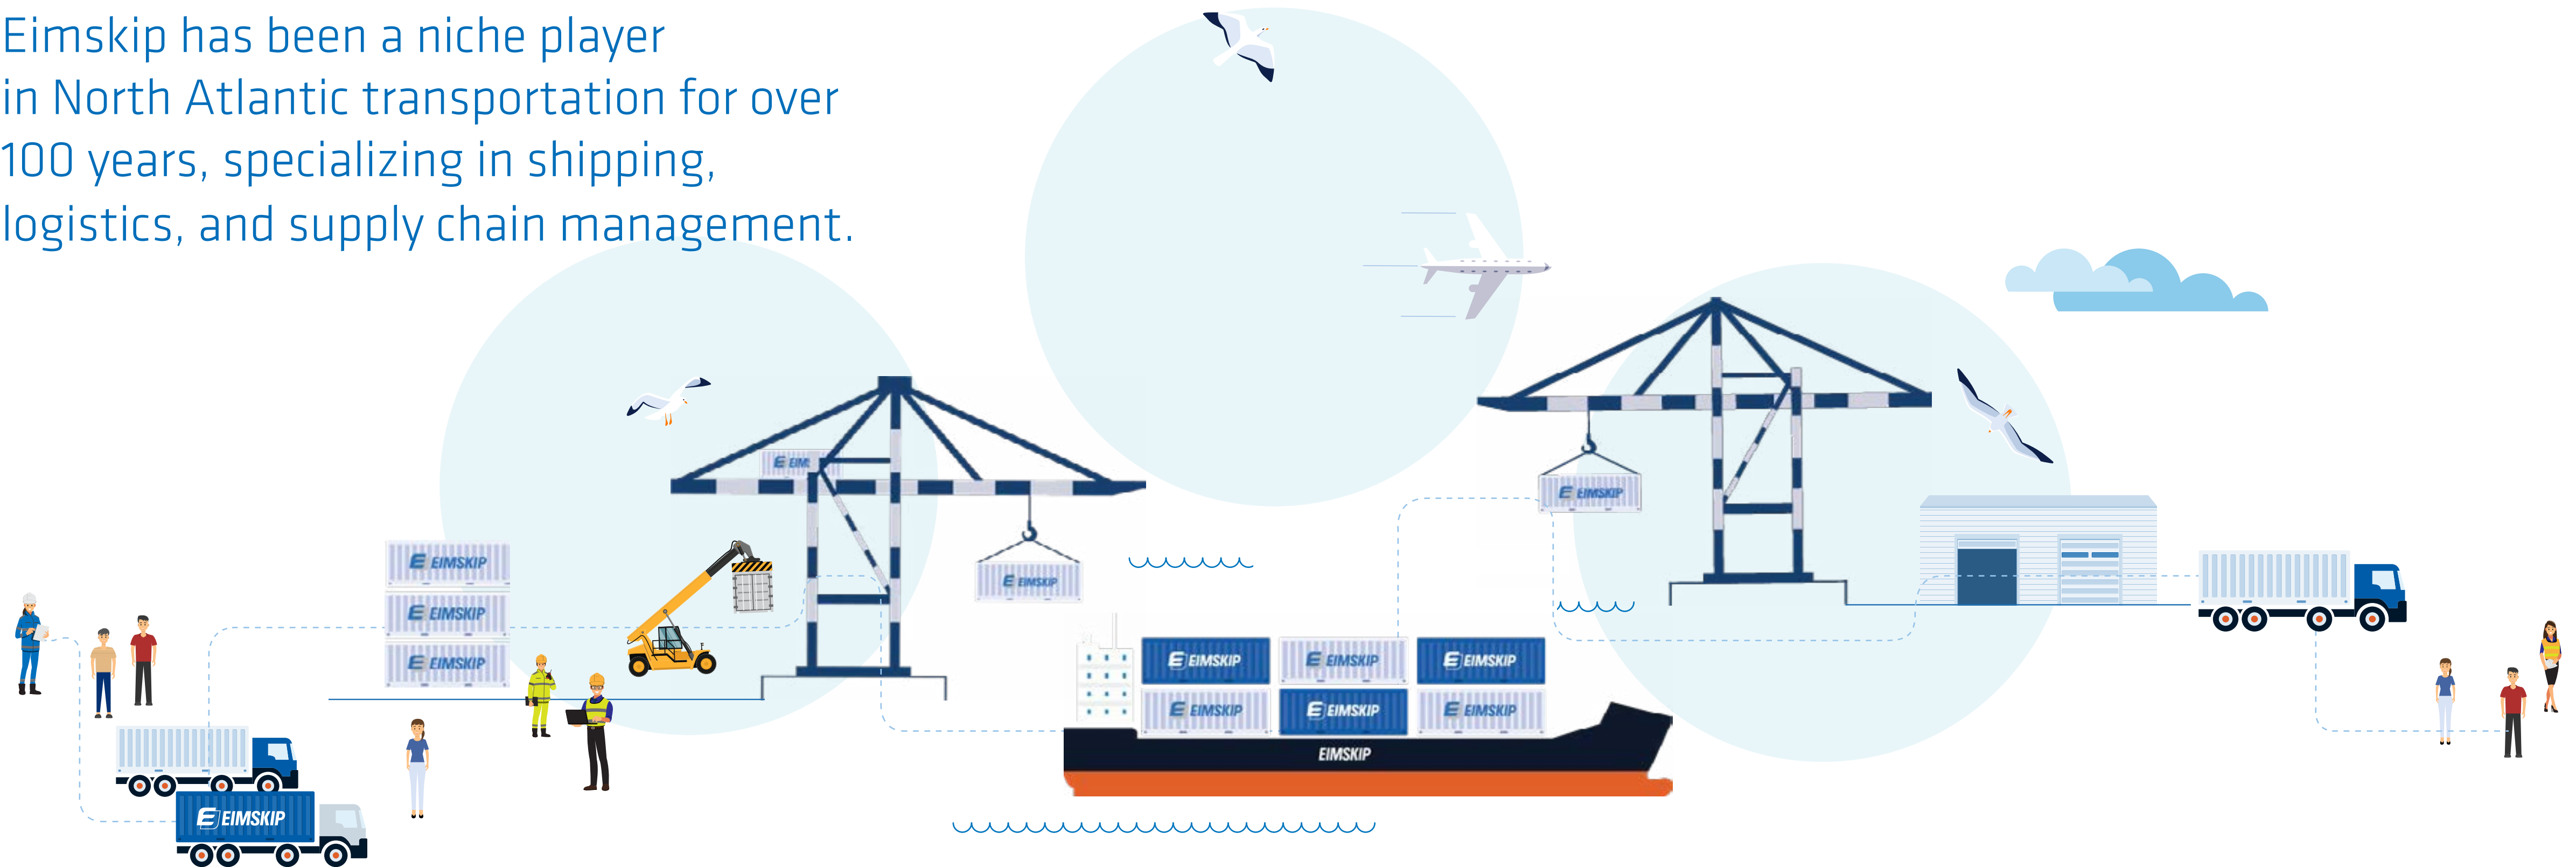 Eimskip has been a niche player
in North Atlantic transportation for over
100 years, specializing in shipping,
logistics, and supply chain management.
EIMSKIP
EIMSKIP
EIMSKIP
EIMSKIP
EIMSKIP
EIMSKIP
EIMSKIP
EIMSKIP
EIMSKIP
EIMSKIP
EIMSKIP
EIMSKIP
EIMSKIP